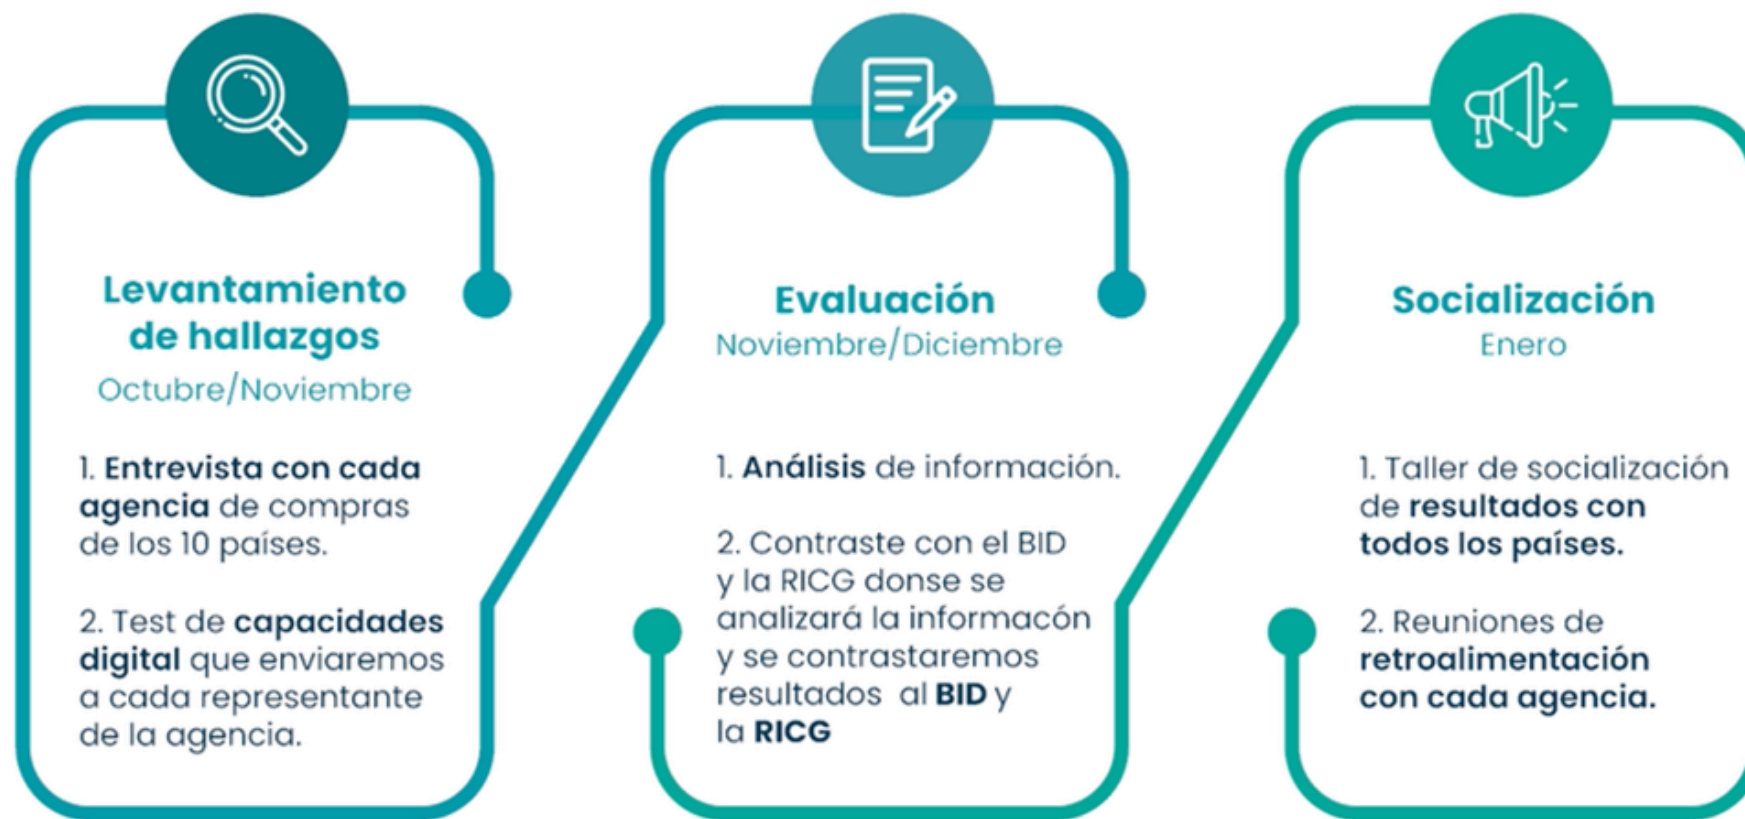 Levantamiento
de hallazgos
Octubre/Noviembre
1. Entrevista con cada
agencia de compras
de los 10 países.
2. Test de capacidades
digital que enviaremos
a cada representante
de la agencia.
Evaluación
Noviembre/Diciembre
1. Análisis de información.
2. Contraste con el BID
y la RICG donse se
analizará la informacón
y se contrastaremos
resultados al BID y
la RICG
Socialización
Enero
1. Taller de socialización
de resultados con
todos los países.
2. Reuniones de
retroalimentación
con cada agencia.